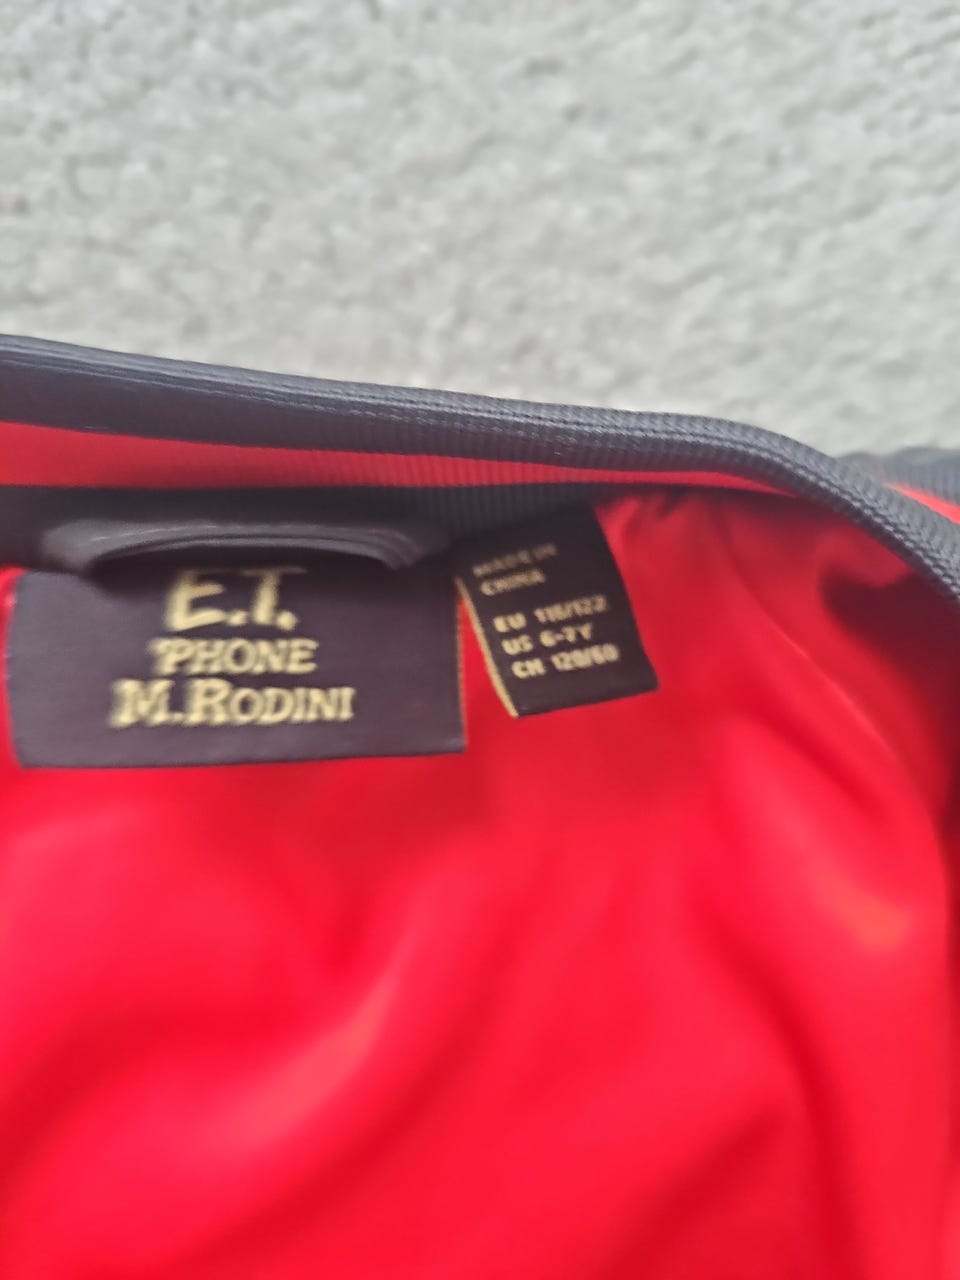 E.T.
PHONE
M.RODINI
MADE IN
CHINA
EU 116/122
US 6-7Y
CN 120/60